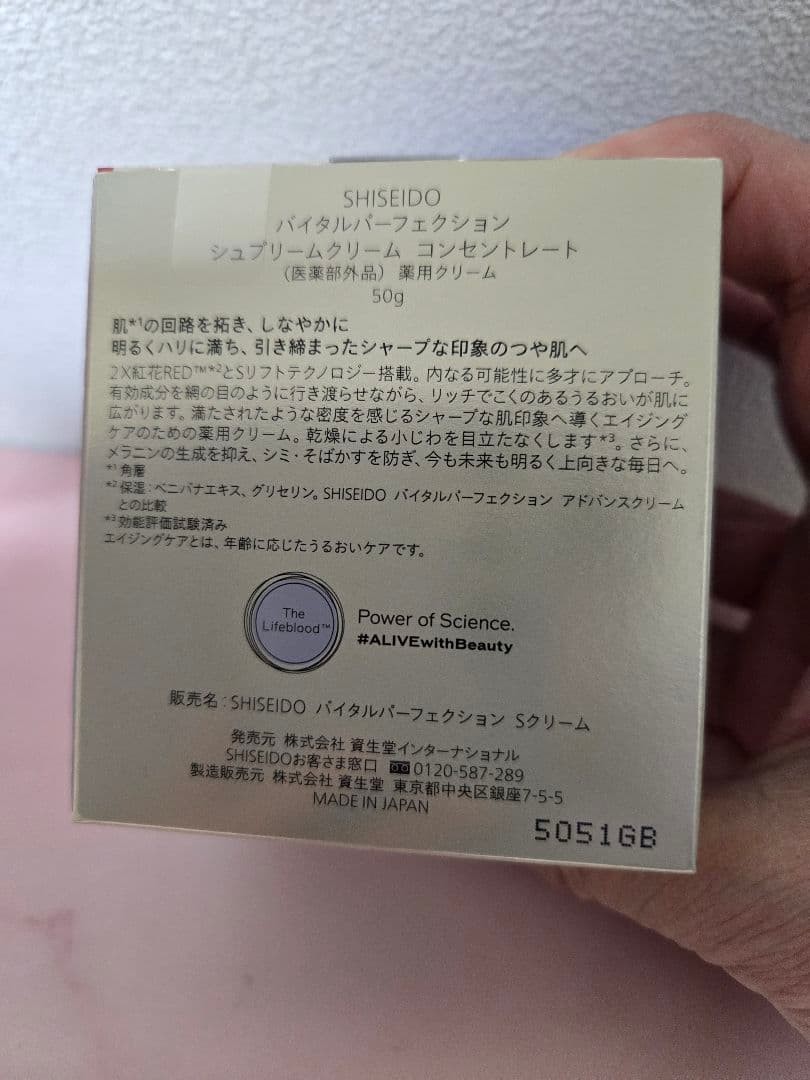 SHISEIDO
バイタルパーフェクション
シュプリームクリーム コンセントレート
(医薬部外品) 薬用クリーム
50g
肌*1の回路を拓き、しなやかに
明るくハリに満ち、引き締まったシャープな印象のつや肌へ
2X紅花RED™*2とSリフトテクノロジー搭載。内なる可能性に多才にアプローチ。
有効成分を網の目のように行き渡らせながら、リッチでこくのあるうるおいが肌に
広がります。満たされたような密度を感じるシャープな肌印象へ導くエイジング
ケアのための薬用クリーム。乾燥による小じわを目立たなくします*3。さらに、
メラニンの生成を抑え、シミ・そばかすを防ぎ、今も未来も明るく上向きな毎日へ。
*1 角層
*2 保湿：ベニバナエキス、グリセリン。SHISEIDO バイタルパーフェクション アドバンスクリーム
との比較
*3 効能評価試験済み
エイジングケアとは、年齢に応じたうるおいケアです。
The
Lifeblood™
Power of Science.
#ALIVEwithBeauty
販売名：SHISEIDO バイタルパーフェクション Sクリーム
発売元 株式会社 資生堂インターナショナル
SHISEIDOお客さま窓口 0120-587-289
製造販売元 株式会社 資生堂 東京都中央区銀座7-5-5
MADE IN JAPAN
5051GB